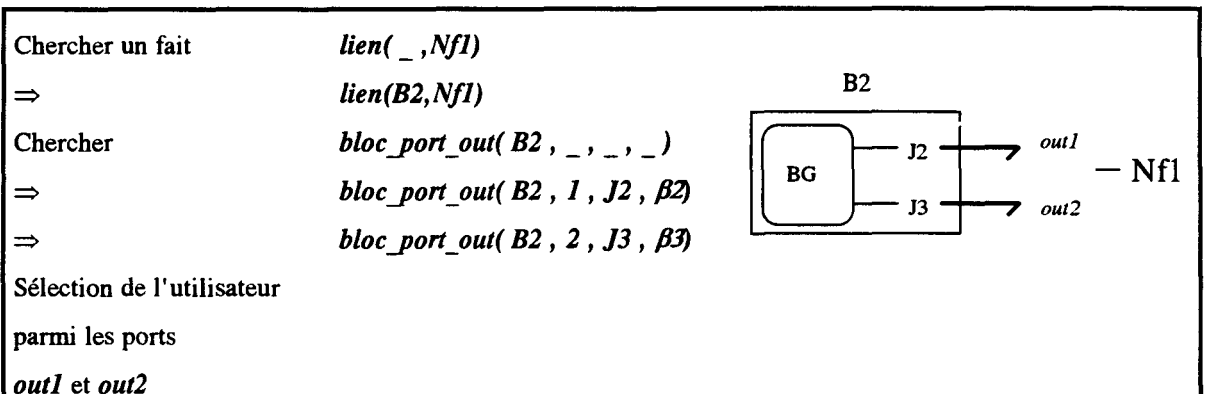 Chercher un fait lien( _ ,Nf1)
⇒ lien(B2,Nf1)
Chercher bloc_port_out( B2 , _ , _ , _ )
⇒ bloc_port_out( B2 , 1 , J2 , β2)
⇒ bloc_port_out( B2 , 2 , J3 , β3)
Sélection de l'utilisateur
parmi les ports
out1 et out2
B2
BG
J2
out1
J3
out2
— Nf1